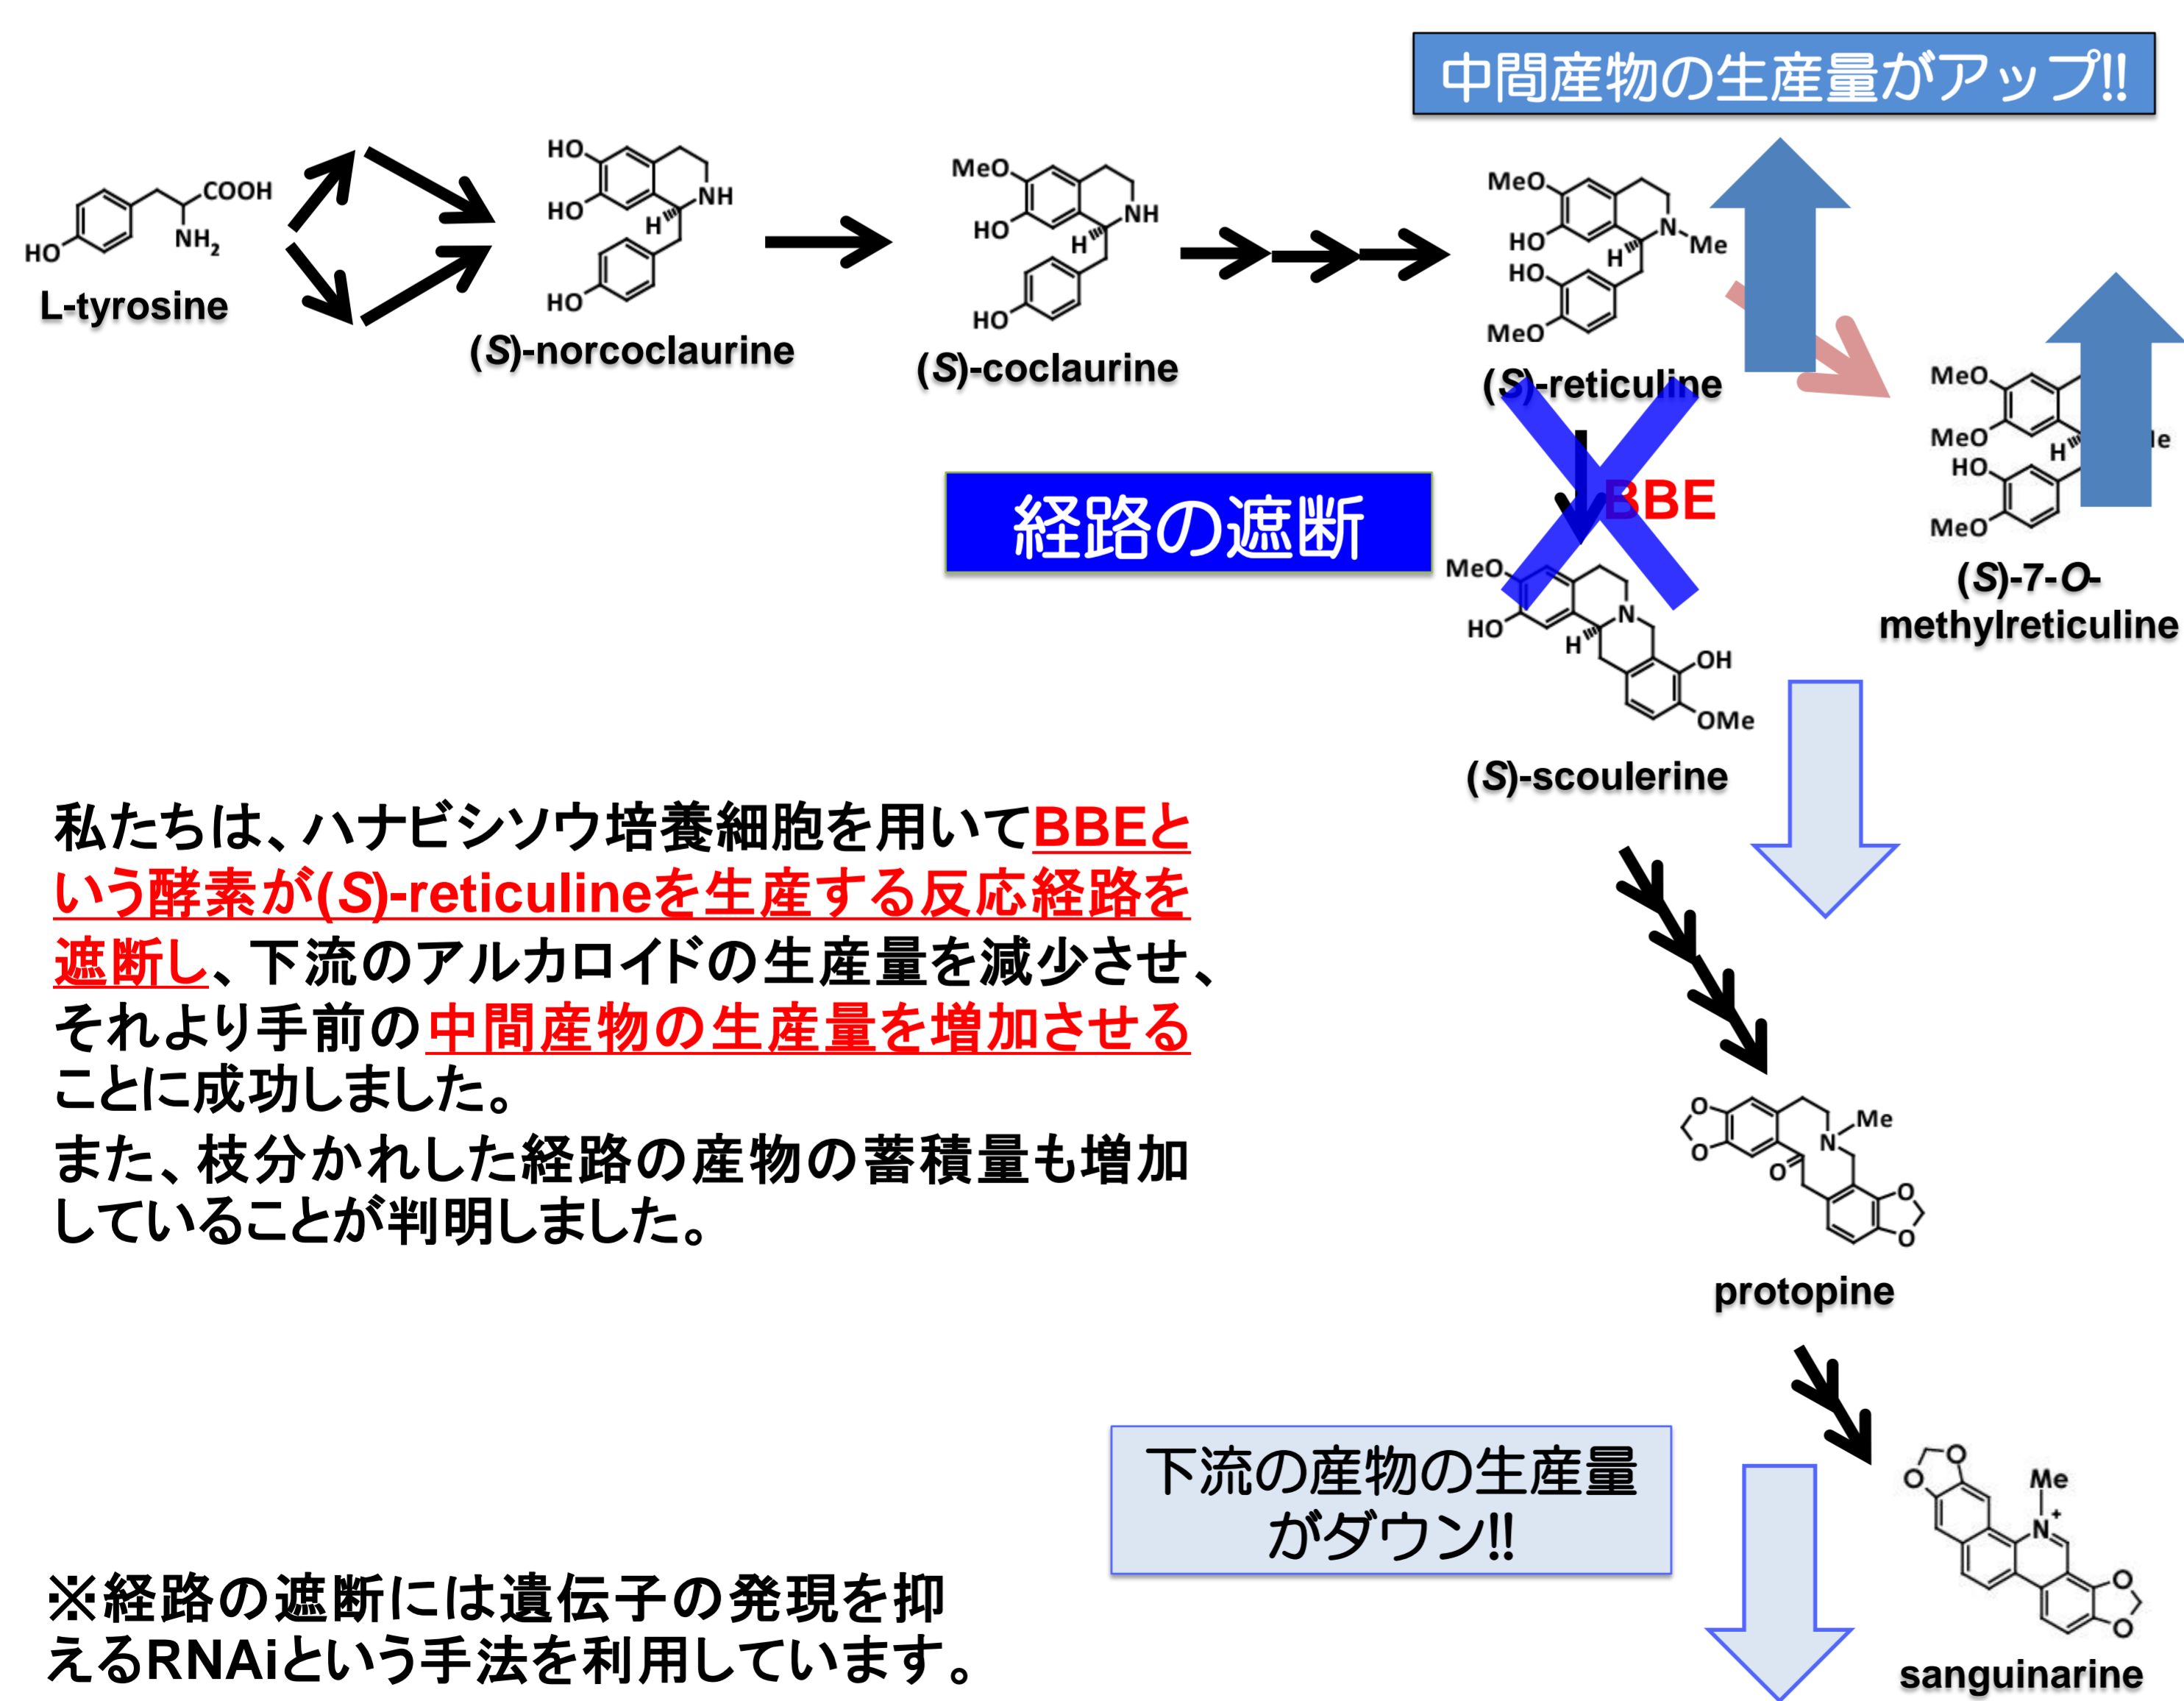 中間産物の生産量がアップ!!
COOH
NH2
HO
L-tyrosine
HO
HO
NH
H
HO
(S)-norcoclaurine
MeO
HO
NH
H
HO
(S)-coclaurine
MeO
HO
N
Me
H
HO
MeO
(S)-reticuline
MeO
MeO
H
HO
MeO
(S)-7-O-
methylreticuline
経路の遮断
BBE
MeO
HO
N
H
OH
OMe
(S)-scoulerine
私たちは、ハナビシソウ培養細胞を用いてBBEと
いう酵素が(S)-reticulineを生産する反応経路を
遮断し、下流のアルカロイドの生産量を減少させ、
それより手前の中間産物の生産量を増加させる
ことに成功しました。
また、枝分かれした経路の産物の蓄積量も増加
していることが判明しました。
O
O
N
Me
O
O
O
protopine
下流の産物の生産量
がダウン!!
O
O
Me
N+
O
O
sanguinarine
※経路の遮断には遺伝子の発現を抑
えるRNAiという手法を利用しています。